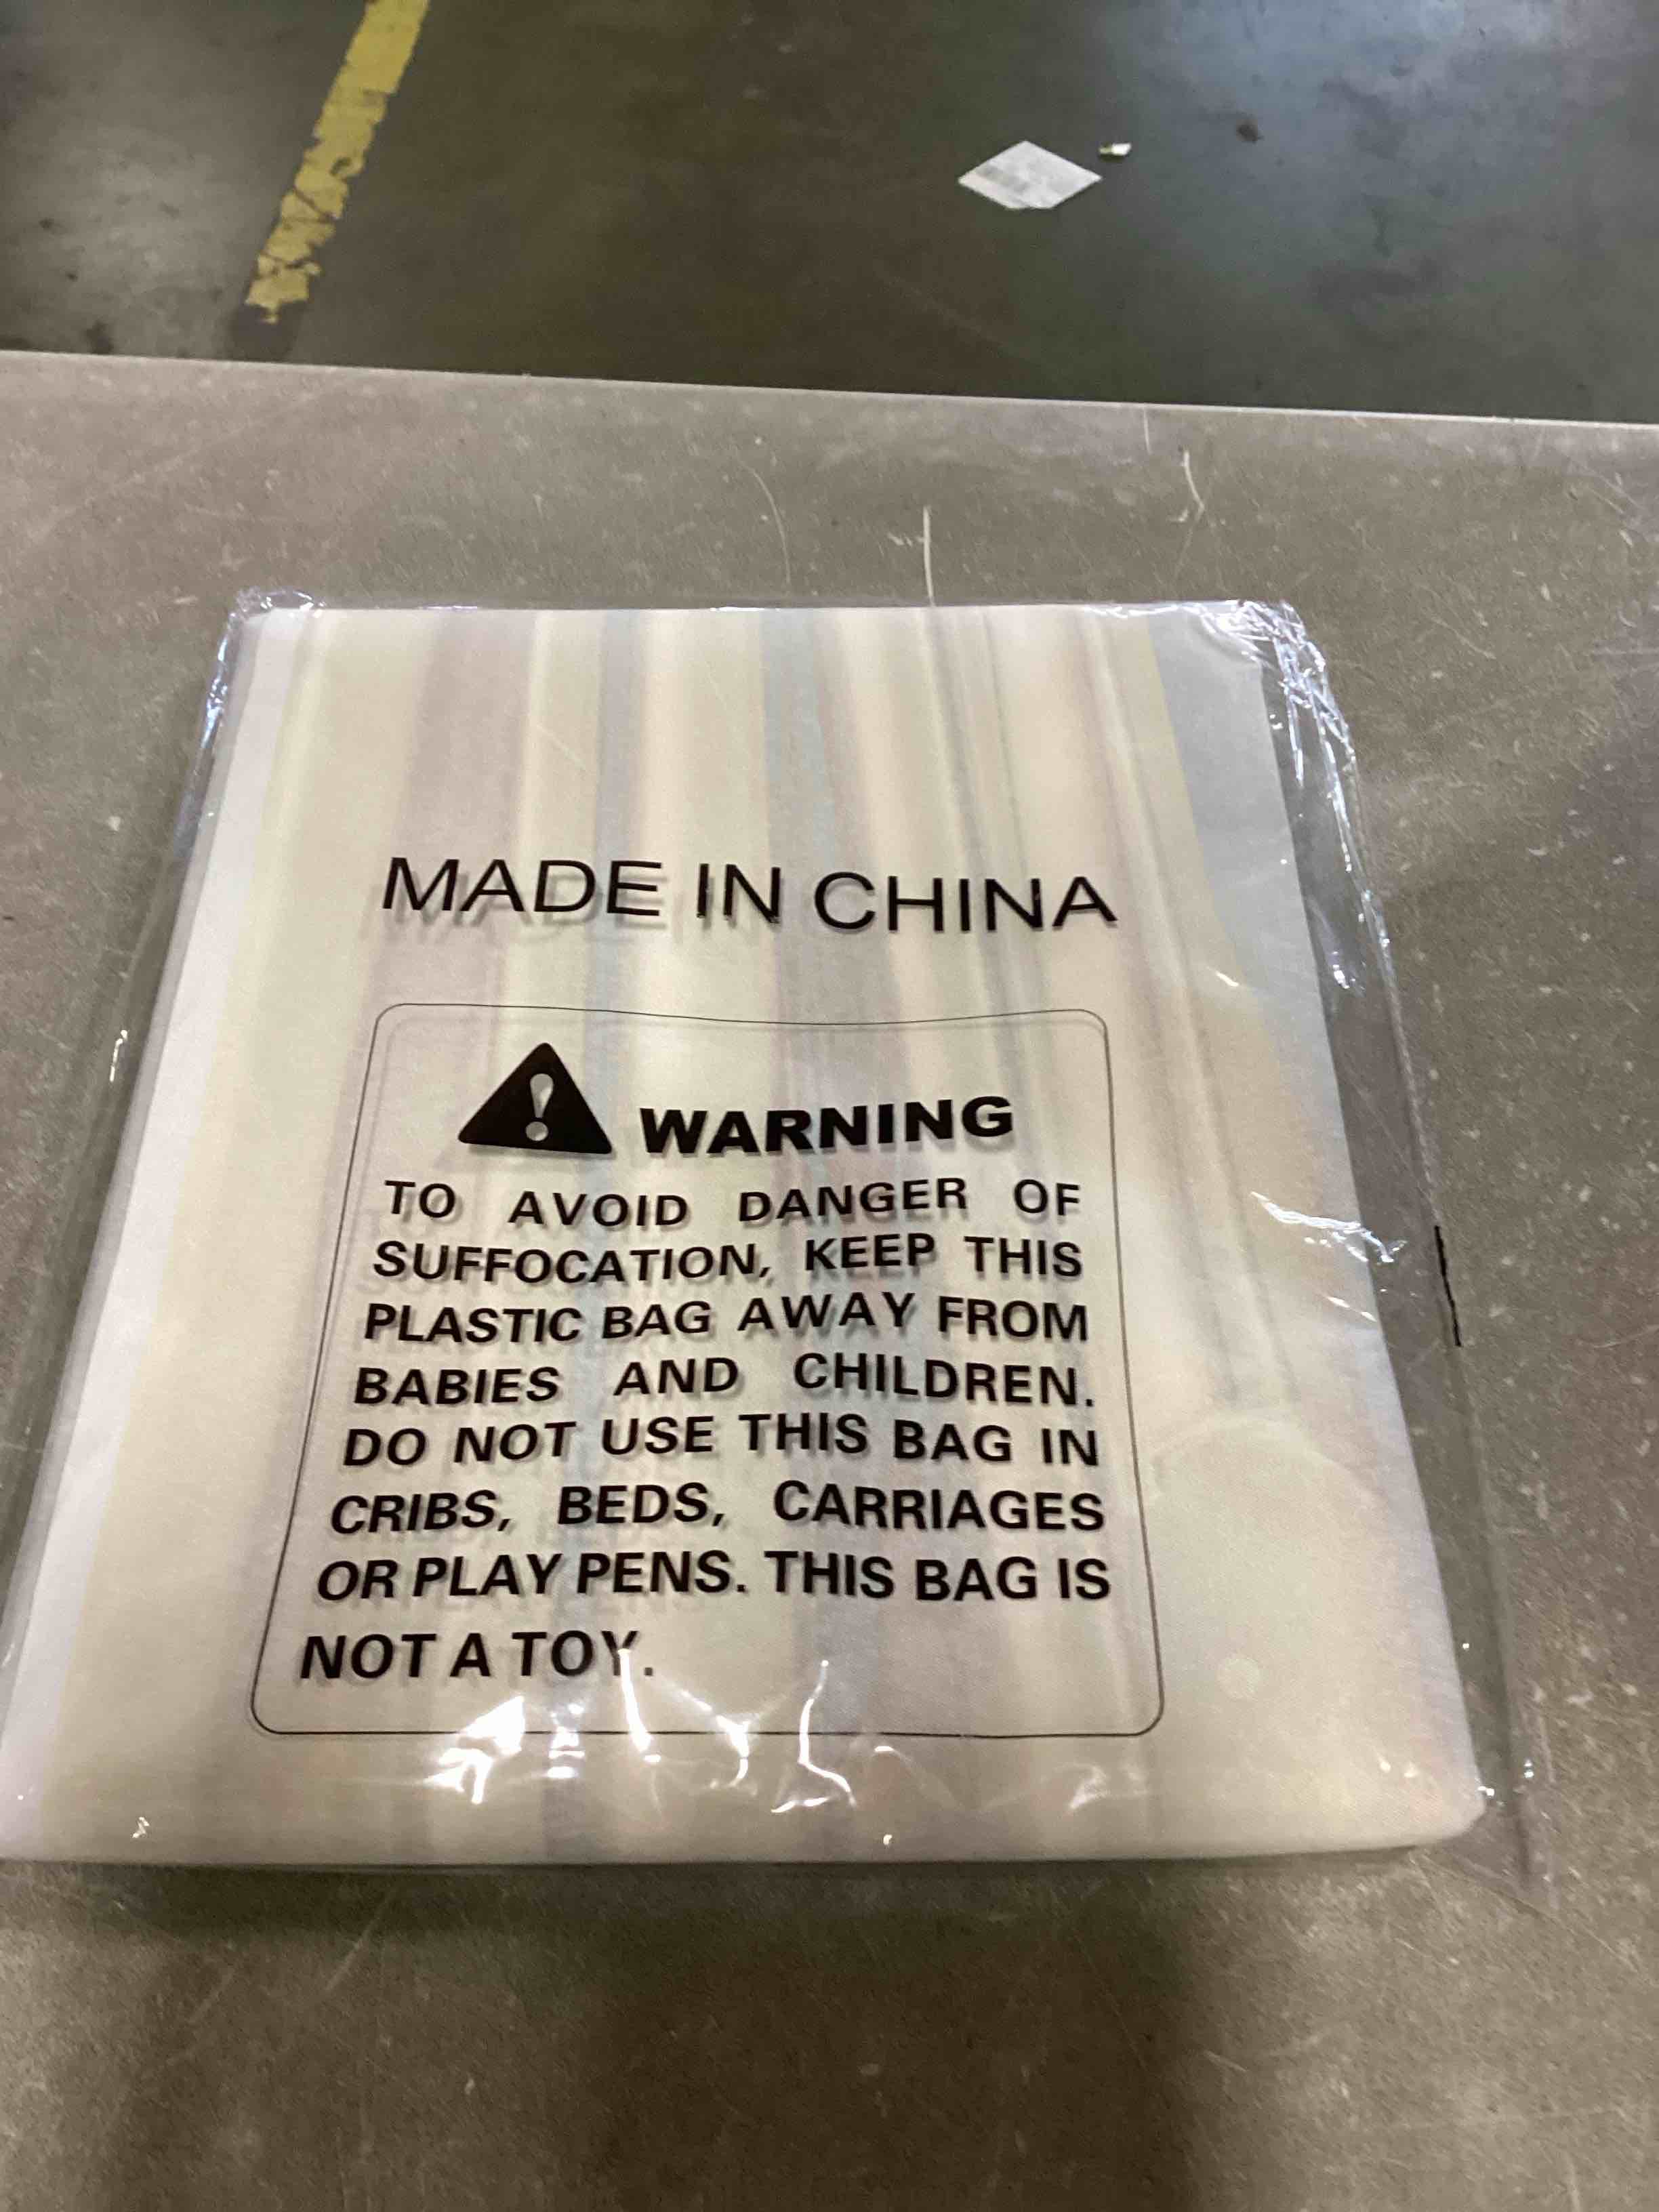 MADE IN CHINA
WARNING
TO AVOID DANGER OF
SUFFOCATION, KEEP THIS
PLASTIC BAG AWAY FROM
BABIES AND CHILDREN.
DO NOT USE THIS BAG IN
CRIBS, BEDS, CARRIAGES
OR PLAY PENS. THIS BAG IS
NOT A TOY.